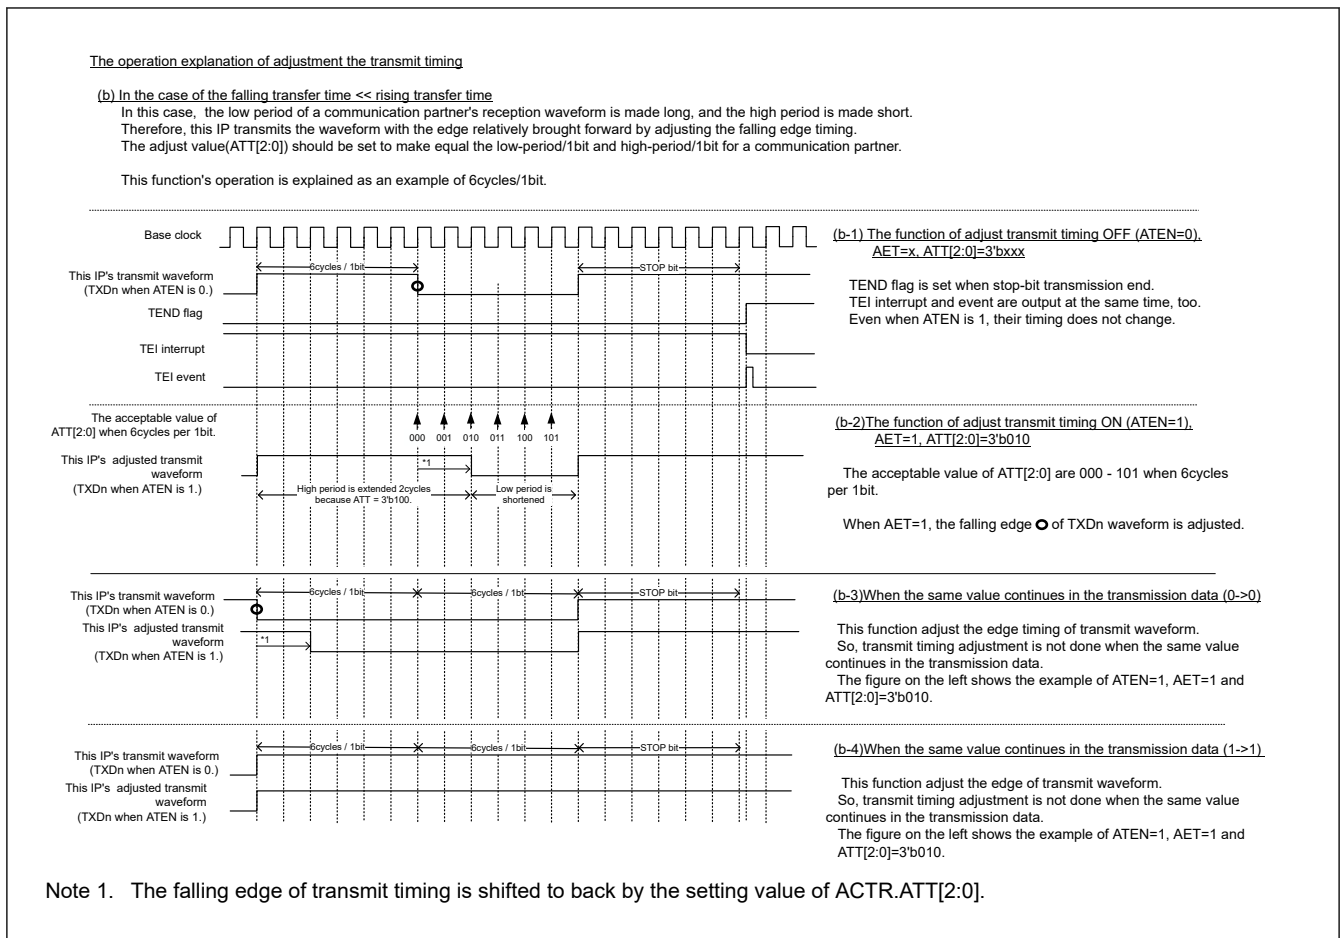 The operation explanation of adjustment the transmit timing
(b) In the case of the falling transfer time << rising transfer time
In this case, the low period of a communication partner's reception waveform is made long, and the high period is made short.
Therefore, this IP transmits the waveform with the edge relatively brought forward by adjusting the falling edge timing.
The adjust value(ATT[2:0]) should be set to make equal the low-period/1bit and high-period/1bit for a communication partner.
This function's operation is explained as an example of 6cycles/1bit.
Base clock
This IP's transmit waveform
(TXDn when ATEN is 0.)
6cycles / 1bit
STOP bit
TEND flag
TEI interrupt
TEI event
(b-1) The function of adjust transmit timing OFF (ATEN=0),
AET=x, ATT[2:0]=3'bxxx
TEND flag is set when stop-bit transmission end.
TEI interrupt and event are output at the same time, too.
Even when ATEN is 1, their timing does not change.
The acceptable value of
ATT[2:0] when 6cycles per 1bit.
000 001 010 011 100 101
This IP's adjusted transmit
waveform
(TXDn when ATEN is 1.)
*1
High period is extended 2cycles
because ATT = 3'b100.
Low period is
shortened
(b-2)The function of adjust transmit timing ON (ATEN=1),
AET=1, ATT[2:0]=3'b010
The acceptable value of ATT[2:0] are 000 - 101 when 6cycles
per 1bit.
When AET=1, the falling edge of TXDn waveform is adjusted.
This IP's transmit waveform
(TXDn when ATEN is 0.)
6cycles / 1bit
6cycles / 1bt
STOP bit
This IP's adjusted transmit
waveform
(TXDn when ATEN is 1.)
*1
(b-3)When the same value continues in the transmission data (0->0)
This function adjust the edge timing of transmit waveform.
So, transmit timing adjustment is not done when the same value
continues in the transmission data.
The figure on the left shows the example of ATEN=1, AET=1 and
ATT[2:0]=3'b010.
This IP's transmit waveform
(TXDn when ATEN is 0.)
6cycles / 1bit
6cycles / 1bit
STOP bit
This IP's adjusted transmit
waveform
(TXDn when ATEN is 1.)
(b-4)When the same value continues in the transmission data (1->1)
This function adjust the edge of transmit waveform.
So, transmit timing adjustment is not done when the same value
continues in the transmission data.
The figure on the left shows the example of ATEN=1, AET=1 and
ATT[2:0]=3'b010.
Note 1. The falling edge of transmit timing is shifted to back by the setting value of ACTR.ATT[2:0].